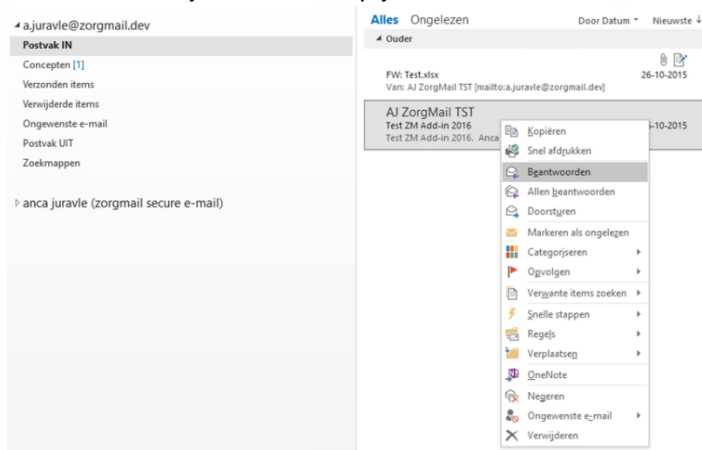 a.juravle@zorgmail.dev
Postvak IN
Concepten [1]
Verzonden items
Verwijderde items
Ongewenste e-mail
Postvak UIT
Zoekmappen
anca juravle (zorgmail secure e-mail)
Alles Ongelezen Door Datum Nieuwste
Ouder
FW: Test.xlsx 26-10-2015
Van: AJ ZorgMail TST [mailto:a.juravle@zorgmail.dev]
AJ ZorgMail TST
Test ZM Add-in 2016 -10-2015
Test ZM Add-in 2016. Anca
Kopiëren
Snel afdrukken
Beantwoorden
Allen beantwoorden
Doorsturen
Markeren als ongelezen
Categoriseren
Opvolgen
Verwante items zoeken
Snelle stappen
Regels
Verplaatsen
OneNote
Negeren
Ongewenste e-mail
Verwijderen